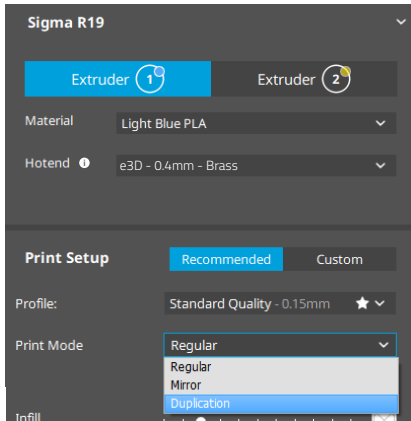 Sigma R19
Extruder 1 Extruder 2
Material Light Blue PLA
Hotend i e3D - 0.4mm - Brass
Print Setup Recommended Custom
Profile: Standard Quality - 0.15mm
Print Mode Regular
Regular
Mirror
Duplication
Infill